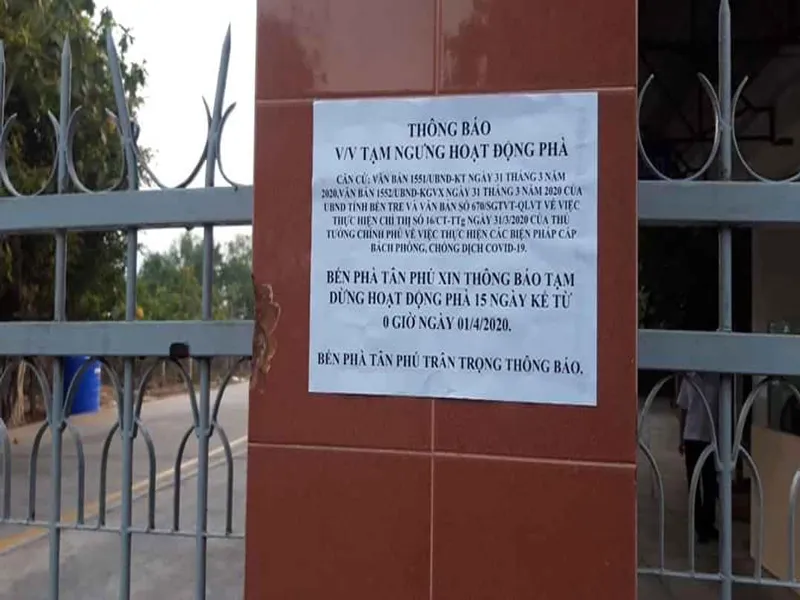 THÔNG BÁO
V/V TẠM NGƯNG HOẠT ĐỘNG PHÀ
CĂN CỨ: VĂN BẢN 1551/UBND-KT NGÀY 31 THÁNG 3 NĂM
2020,VĂN BẢN 1552/UBND-KGVX NGÀY 31 THÁNG 3 NĂM 2020 CỦA
UBND TỈNH BẾN TRE VÀ VĂN BẢN SỐ 670/SGTVT-QLVT VỀ VIỆC
THỰC HIỆN CHỈ THỊ SỐ 16/CT-TTg NGÀY 31/3/2020 CỦA THỦ
TƯỚNG CHÍNH PHỦ VỀ VIỆC THỰC HIỆN CÁC BIỆN PHÁP CẤP
BÁCH PHÒNG, CHỐNG DỊCH COVID-19.
BẾN PHÀ TÂN PHÚ XIN THÔNG BÁO TẠM
DỪNG HOẠT ĐỘNG PHÀ 15 NGÀY KỂ TỪ
0 GIỜ NGÀY 01/4/2020.
BẾN PHÀ TÂN PHÚ TRÂN TRỌNG THÔNG BÁO.